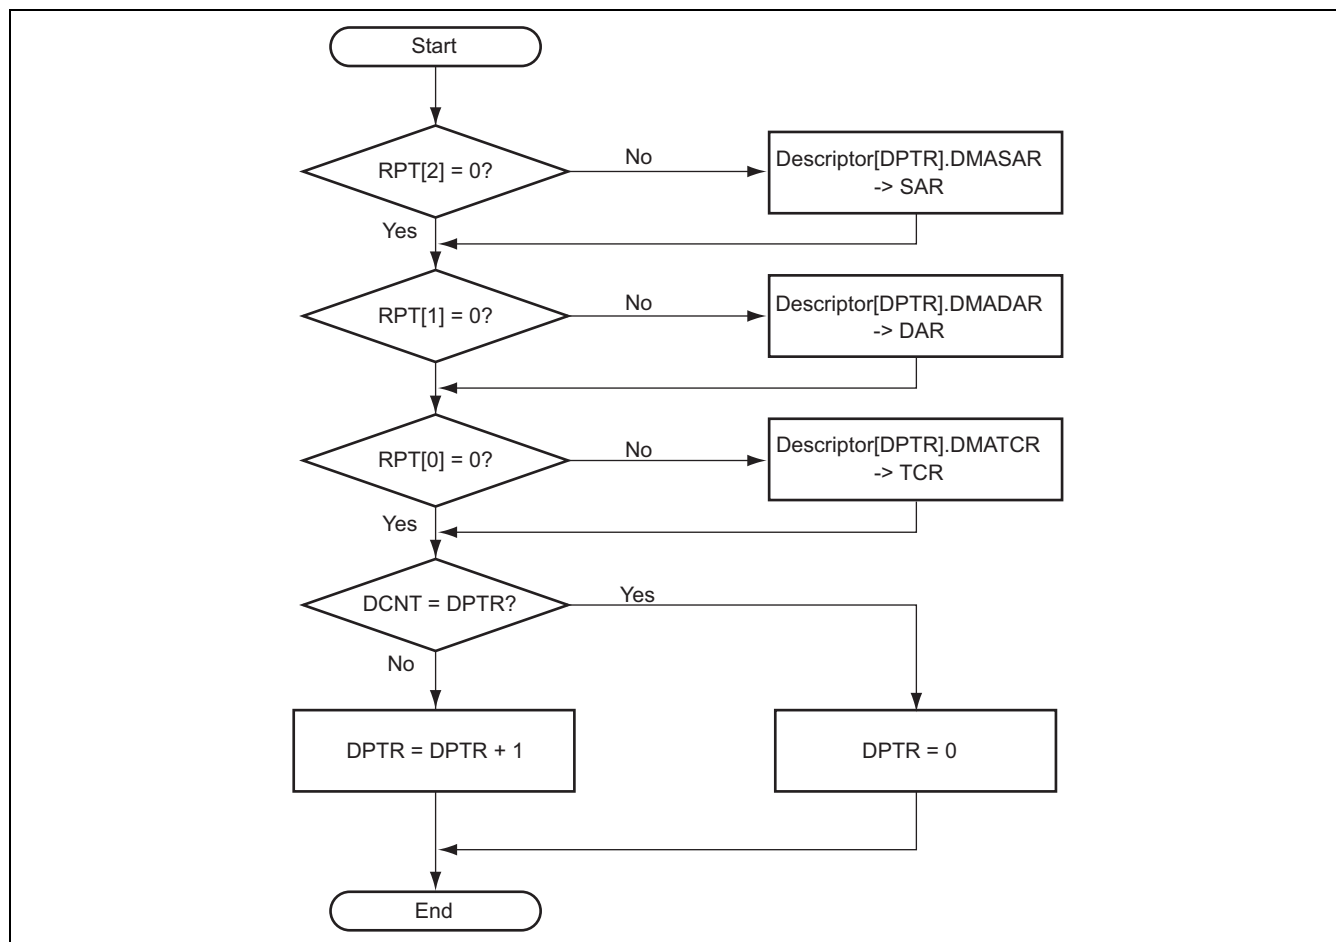 Start
RPT[2] = 0?
No
Descriptor[DPTR].DMASAR
-> SAR
Yes
RPT[1] = 0?
No
Descriptor[DPTR].DMADAR
-> DAR
RPT[0] = 0?
No
Descriptor[DPTR].DMATCR
-> TCR
Yes
DCNT = DPTR?
Yes
No
DPTR = DPTR + 1
DPTR = 0
End